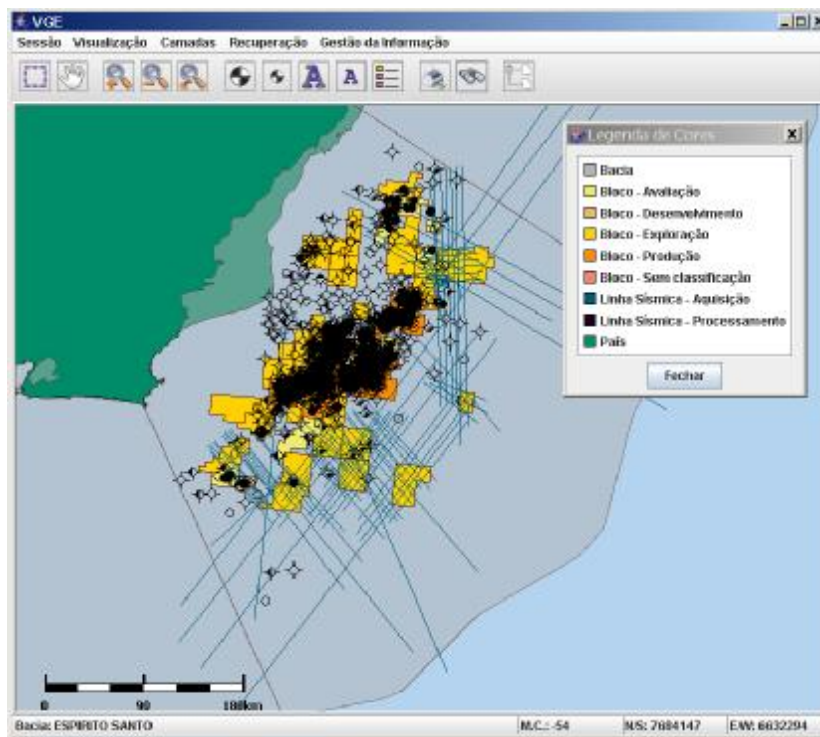 VGE
Sessão Visualização Camadas Recuperação Gestão da Informação
A A
Legenda de Cores
Bacia
Bloco - Avaliação
Bloco - Desenvolvimento
Bloco - Exploração
Bloco - Produção
Bloco - Sem classificação
Linha Sísmica - Aquisição
Linha Sísmica - Processamento
País
Fechar
0 90 180km
Bacia: ESPIRITO SANTO M.C.: -54 N/S: 7684147 E/W: 6632294